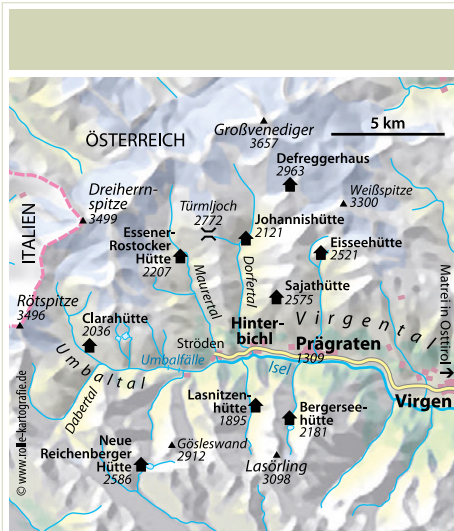 Großvenediger
3657
ÖSTERREICH
5 km
Defreggerhaus
2963
Dreiherrn-
spitze
3499
Türmljoch
2772
Weißspitze
3300
Johannishütte
2121
ITALIEN
Essener-
Rostocker
Hütte
2207
Eisseehütte
2521
Maurertal
Dorfertal
Matrei in Osttirol
Sajathütte
2575
Rötspitze
3496
Clarahütte
2036
Virgental
Ströden
Hinter-
bichl
Prägraten
1309
Umbalfälle
Umbaltal
Isel
Dabertal
Virgen
Lasnitzen-
hütte
1895
Bergersee-
hütte
2181
Neue
Reichenberger
Hütte
2586
Gösleswand
2912
Lasörling
3098
© www.rolle-kartografie.de